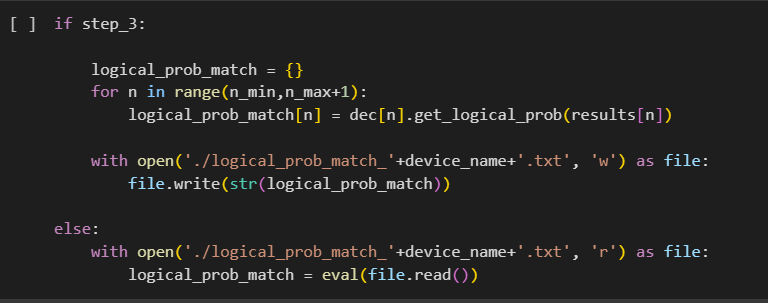 [ ] if step_3:
logical_prob_match = {}
for n in range(n_min,n_max+1):
logical_prob_match[n] = dec[n].get_logical_prob(results[n])
with open('./logical_prob_match_'+device_name+'.txt', 'w') as file:
file.write(str(logical_prob_match))
else:
with open('./logical_prob_match_'+device_name+'.txt', 'r') as file:
logical_prob_match = eval(file.read())